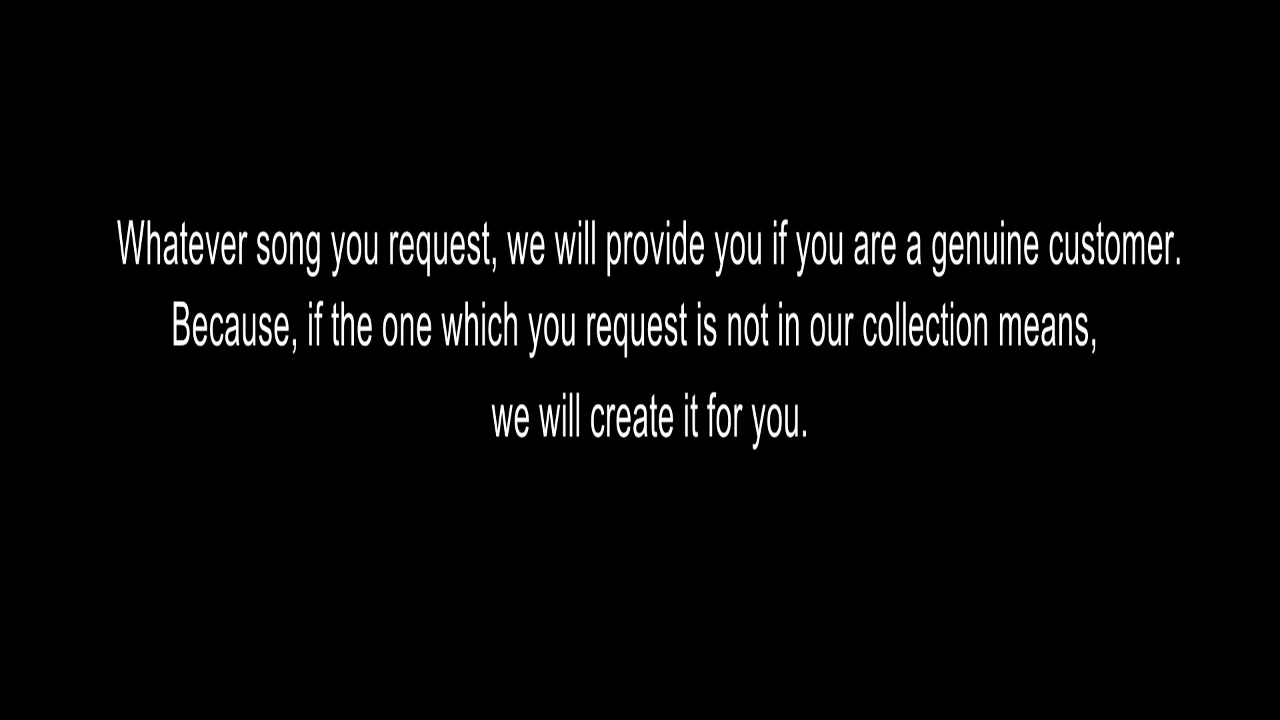 Whatever song you request, we will provide you if you are a genuine customer.
Because, if the one which you request is not in our collection means,
we will create it for you.